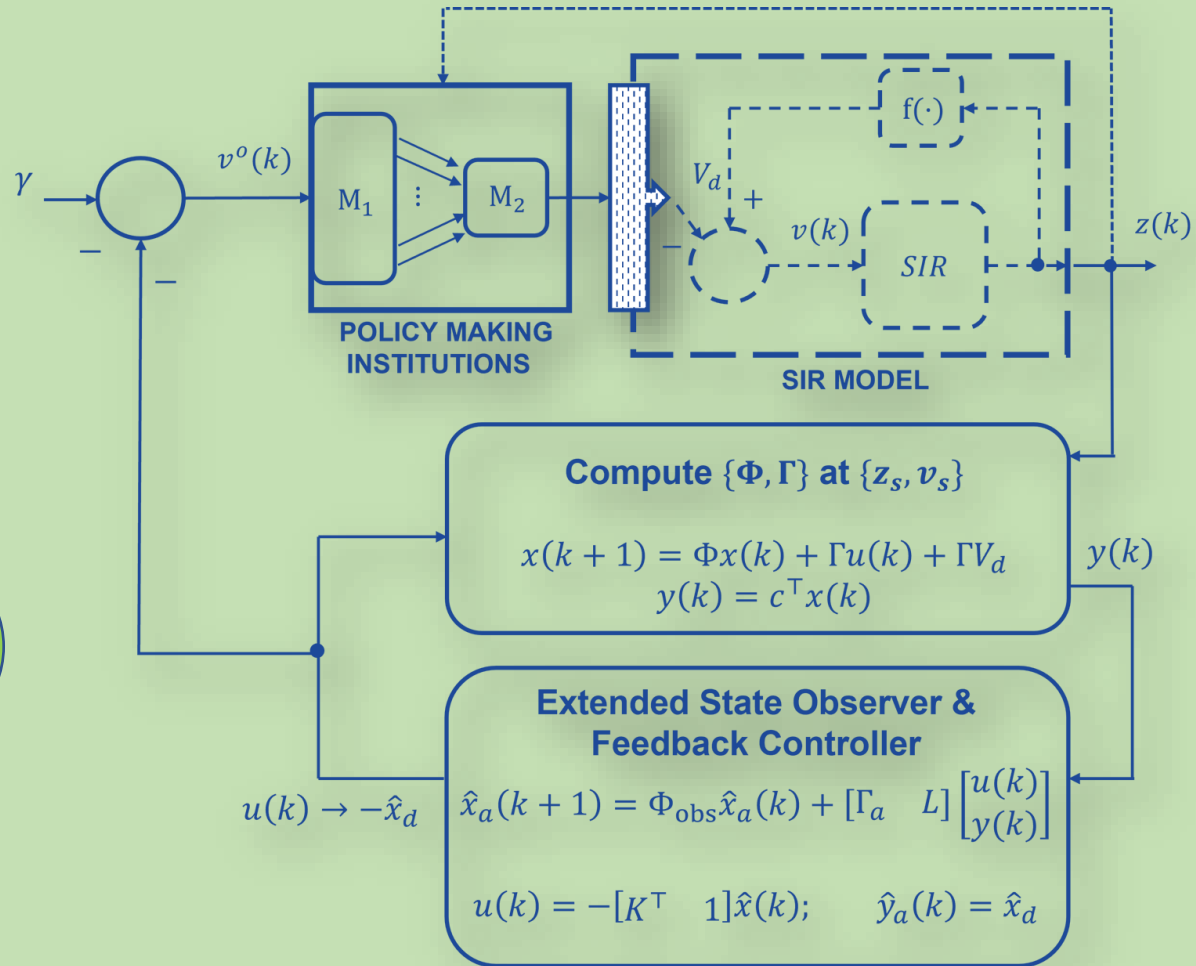 f(·)
γ
−
−
vᵒ(k)
M₁
⋮
M₂
V_d
+
−
v(k)
SIR
z(k)
POLICY MAKING
INSTITUTIONS
SIR MODEL
Compute {Φ, Γ} at {z_s, v_s}
x(k + 1) = Φx(k) + Γu(k) + ΓV_d
y(k) = c^⊤x(k)
y(k)
Extended State Observer &
Feedback Controller
u(k) → −x̂_d
x̂_a(k + 1) = Φ_obs x̂_a(k) + [Γ_a L] [u(k) y(k)]
u(k) = −[K^⊤ 1]x̂(k); ŷ_a(k) = x̂_d